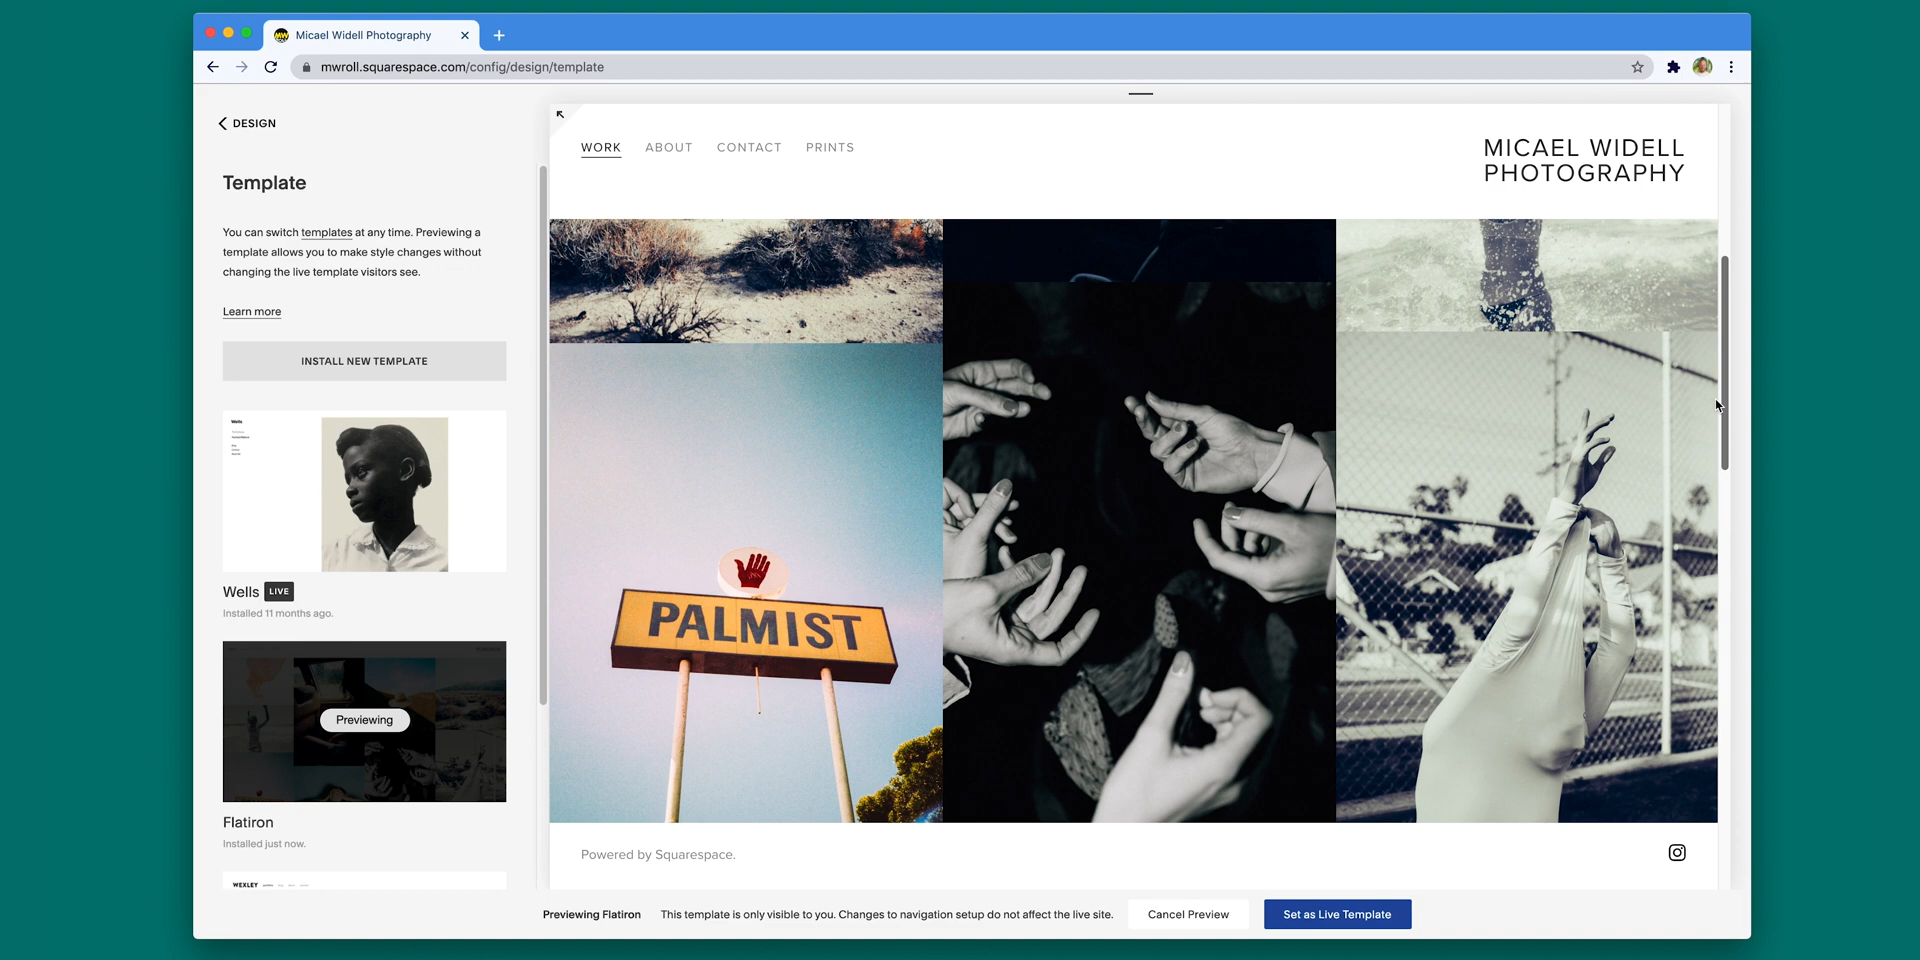 Micael Widell Photography
mwroll.squarespace.com/config/design/template
DESIGN
Template
You can switch templates at any time. Previewing a
template allows you to make style changes without
changing the live template visitors see.
Learn more
INSTALL NEW TEMPLATE
Wells
Wells LIVE
Installed 11 months ago.
Previewing
Flatiron
Installed just now.
WEXLEY
WORK ABOUT CONTACT PRINTS
MICAEL WIDELL
PHOTOGRAPHY
PALMIST
Powered by Squarespace.
Previewing Flatiron This template is only visible to you. Changes to navigation setup do not affect the live site. Cancel Preview Set as Live Template